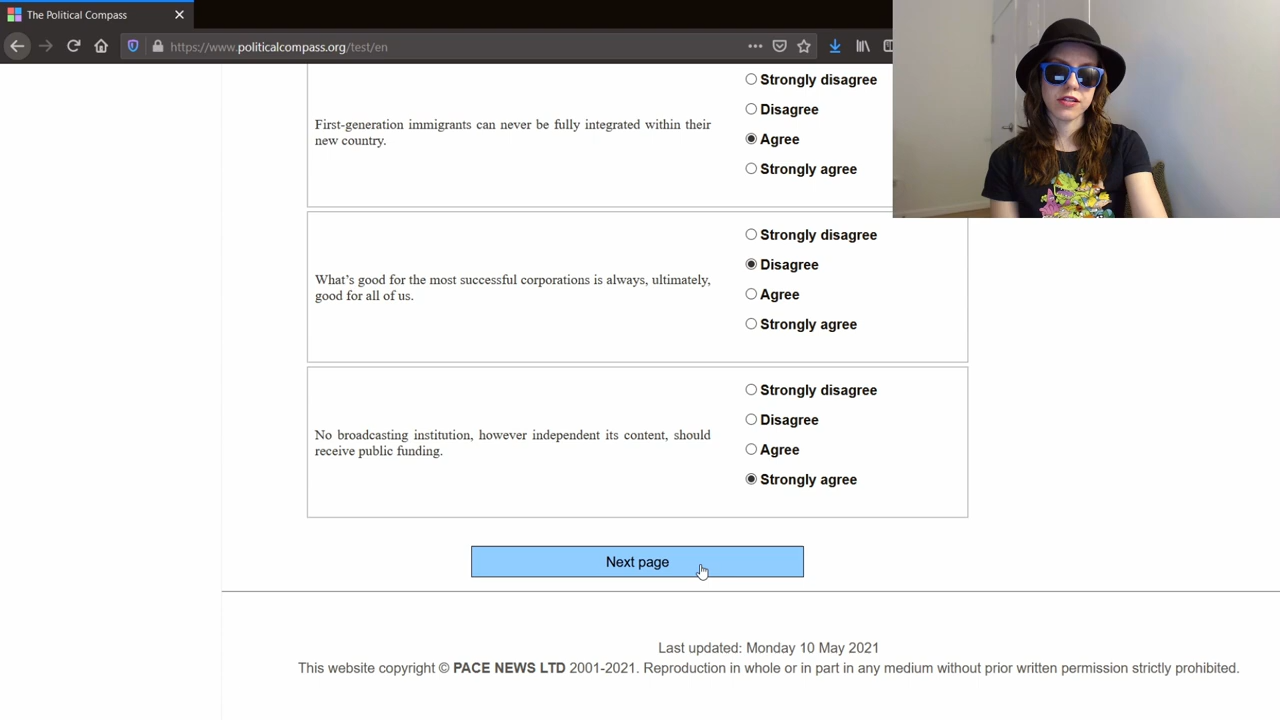 The Political Compass
https://www.politicalcompass.org/test/en
Strongly disagree
Disagree
First-generation immigrants can never be fully integrated within their
new country.
Agree
Strongly agree
Strongly disagree
Disagree
What’s good for the most successful corporations is always, ultimately,
good for all of us.
Agree
Strongly agree
Strongly disagree
Disagree
No broadcasting institution, however independent its content, should
receive public funding.
Agree
Strongly agree
Next page
Last updated: Monday 10 May 2021
This website copyright © PACE NEWS LTD 2001-2021. Reproduction in whole or in part in any medium without prior written permission strictly prohibited.